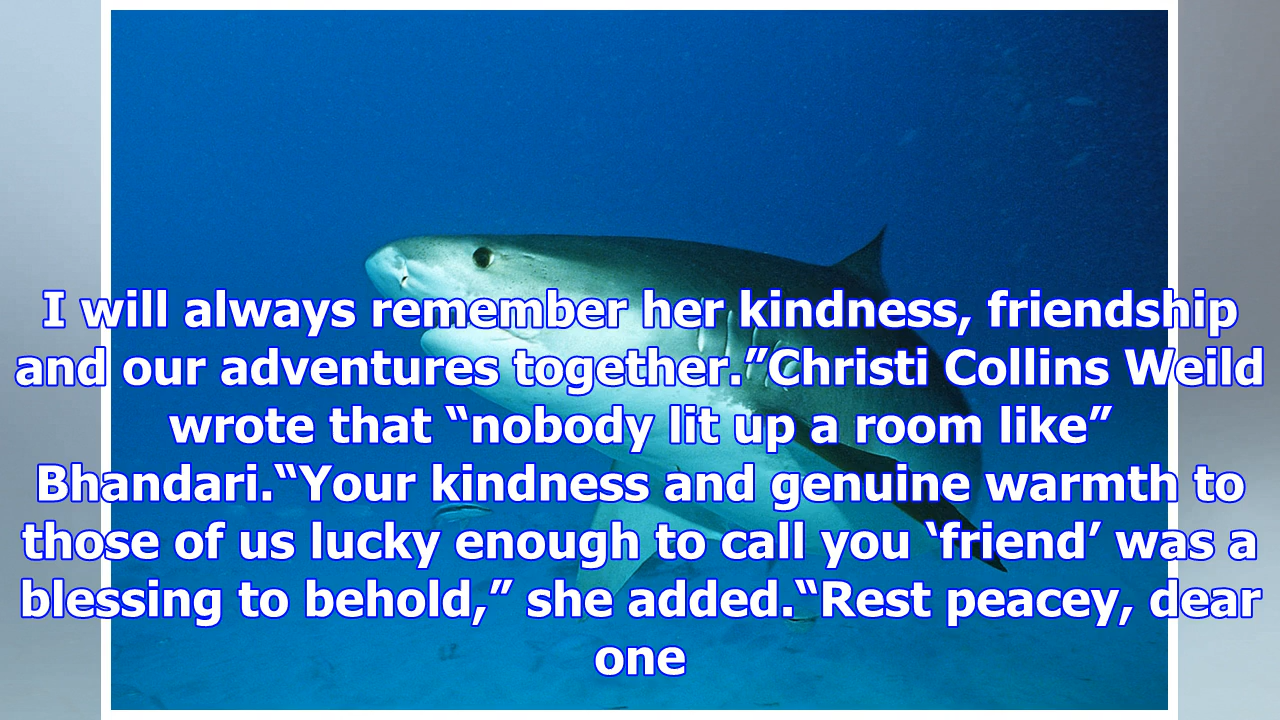 I will always remember her kindness, friendship
and our adventures together.”Christi Collins Weild
wrote that “nobody lit up a room like”
Bhandari.“Your kindness and genuine warmth to
those of us lucky enough to call you ‘friend’ was a
blessing to behold,” she added.“Rest peacey, dear
one